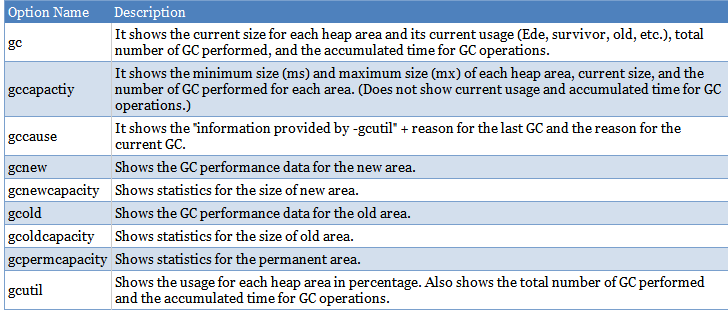 Option Name Description
gc It shows the current size for each heap area and its current usage (Ede, survivor, old, etc.), total
number of GC performed, and the accumulated time for GC operations.
gccapactiy It shows the minimum size (ms) and maximum size (mx) of each heap area, current size, and the
number of GC performed for each area. (Does not show current usage and accumulated time for GC
operations.)
gccause It shows the "information provided by -gcutil" + reason for the last GC and the reason for the
current GC.
gcnew Shows the GC performance data for the new area.
gcnewcapacity Shows statistics for the size of new area.
gcold Shows the GC performance data for the old area.
gcoldcapacity Shows statistics for the size of old area.
gcpermcapacity Shows statistics for the permanent area.
gcutil Shows the usage for each heap area in percentage. Also shows the total number of GC performed
and the accumulated time for GC operations.